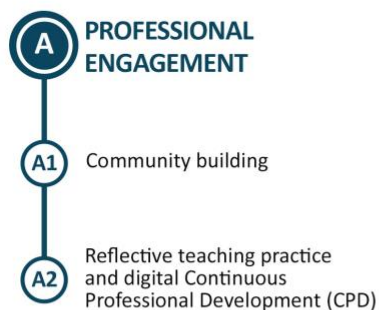 A PROFESSIONAL
ENGAGEMENT
A1 Community building
Reflective teaching practice
A2 and digital Continuous
Professional Development (CPD)